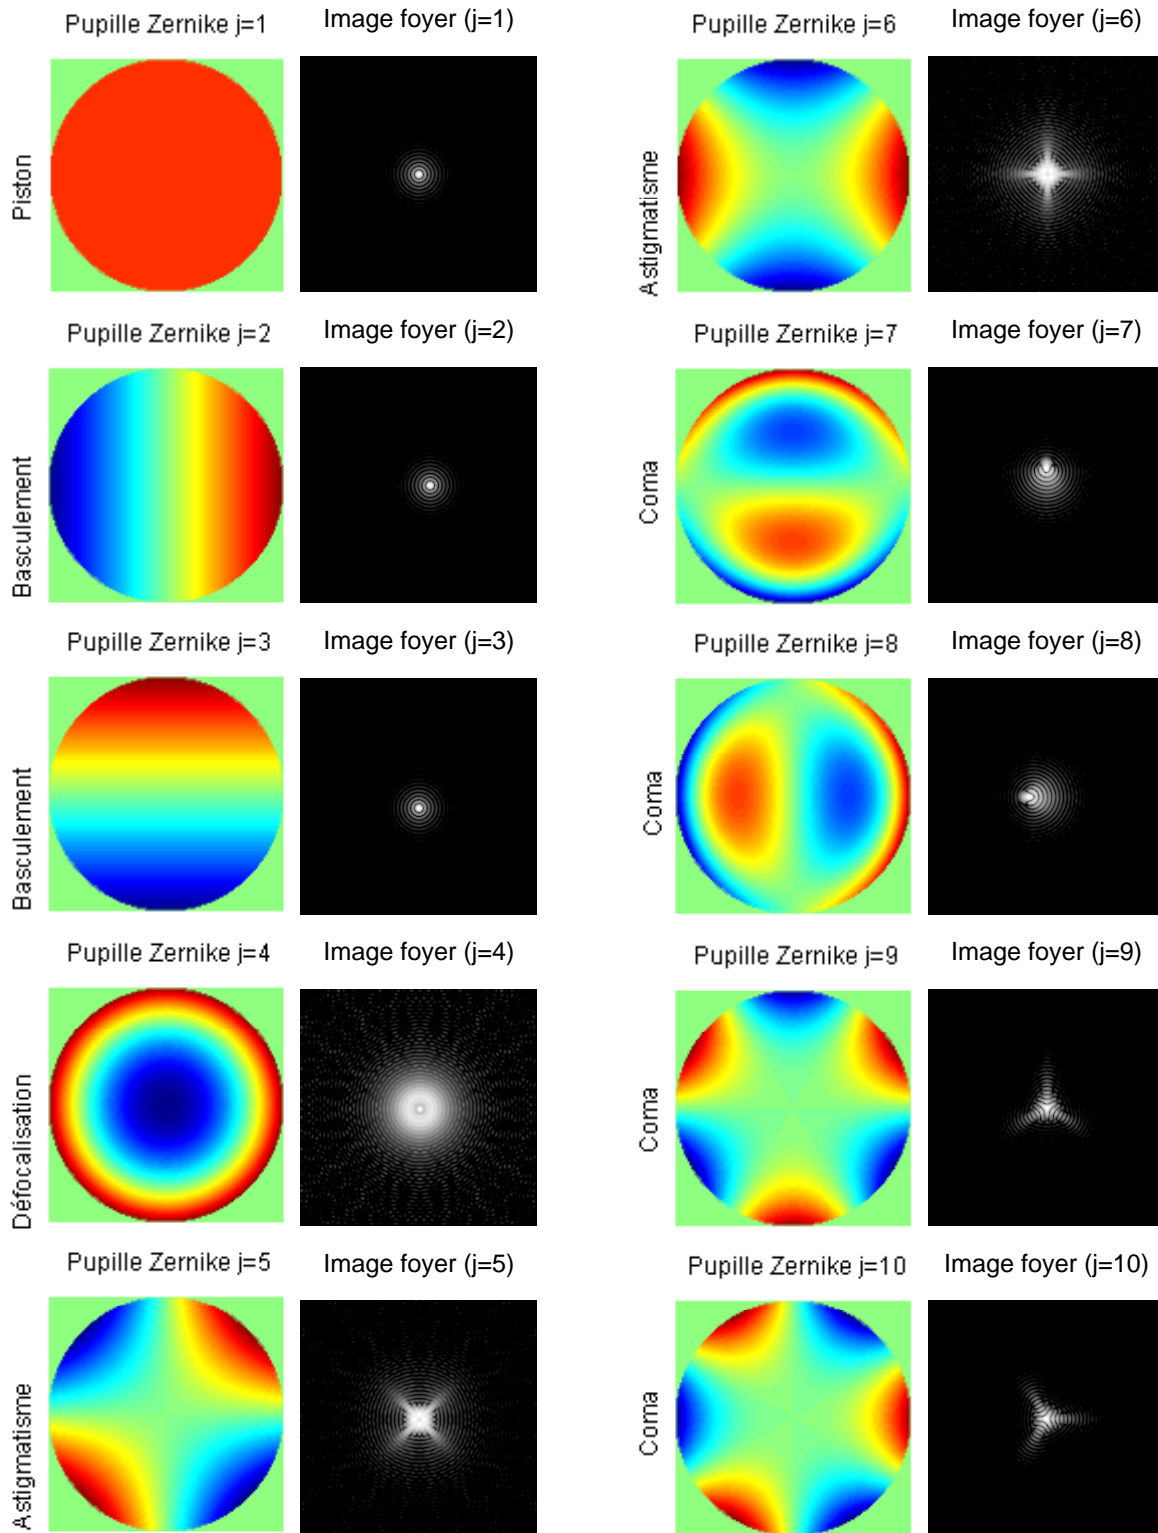 Pupille Zernike j=1
Image foyer (j=1)
Piston
Pupille Zernike j=2
Image foyer (j=2)
Basculement
Pupille Zernike j=3
Image foyer (j=3)
Basculement
Pupille Zernike j=4
Image foyer (j=4)
Défocalisation
Pupille Zernike j=5
Image foyer (j=5)
Astigmatisme
Pupille Zernike j=6
Image foyer (j=6)
Astigmatisme
Pupille Zernike j=7
Image foyer (j=7)
Coma
Pupille Zernike j=8
Image foyer (j=8)
Coma
Pupille Zernike j=9
Image foyer (j=9)
Coma
Pupille Zernike j=10
Image foyer (j=10)
Coma